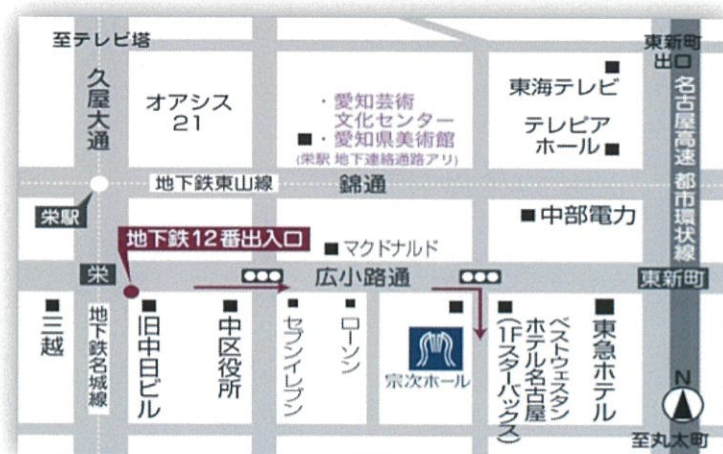 至テレビ塔
東新町
出口
久屋大通
オアシス
21
・愛知芸術
文化センター
・愛知県美術館
(栄駅 地下連絡通路アリ)
東海テレビ
テレピア
ホール
名古屋高速 都市環状線
地下鉄東山線
錦通
栄駅
地下鉄12番出入口
マクドナルド
中部電力
栄
広小路通
東新町
三越
地下鉄名城線
旧中日ビル
中区役所
セブンイレブン
ローソン
宗次ホール
ベストウェスタン
ホテル名古屋
(1Fスターバックス)
東急ホテル
N
至丸太町